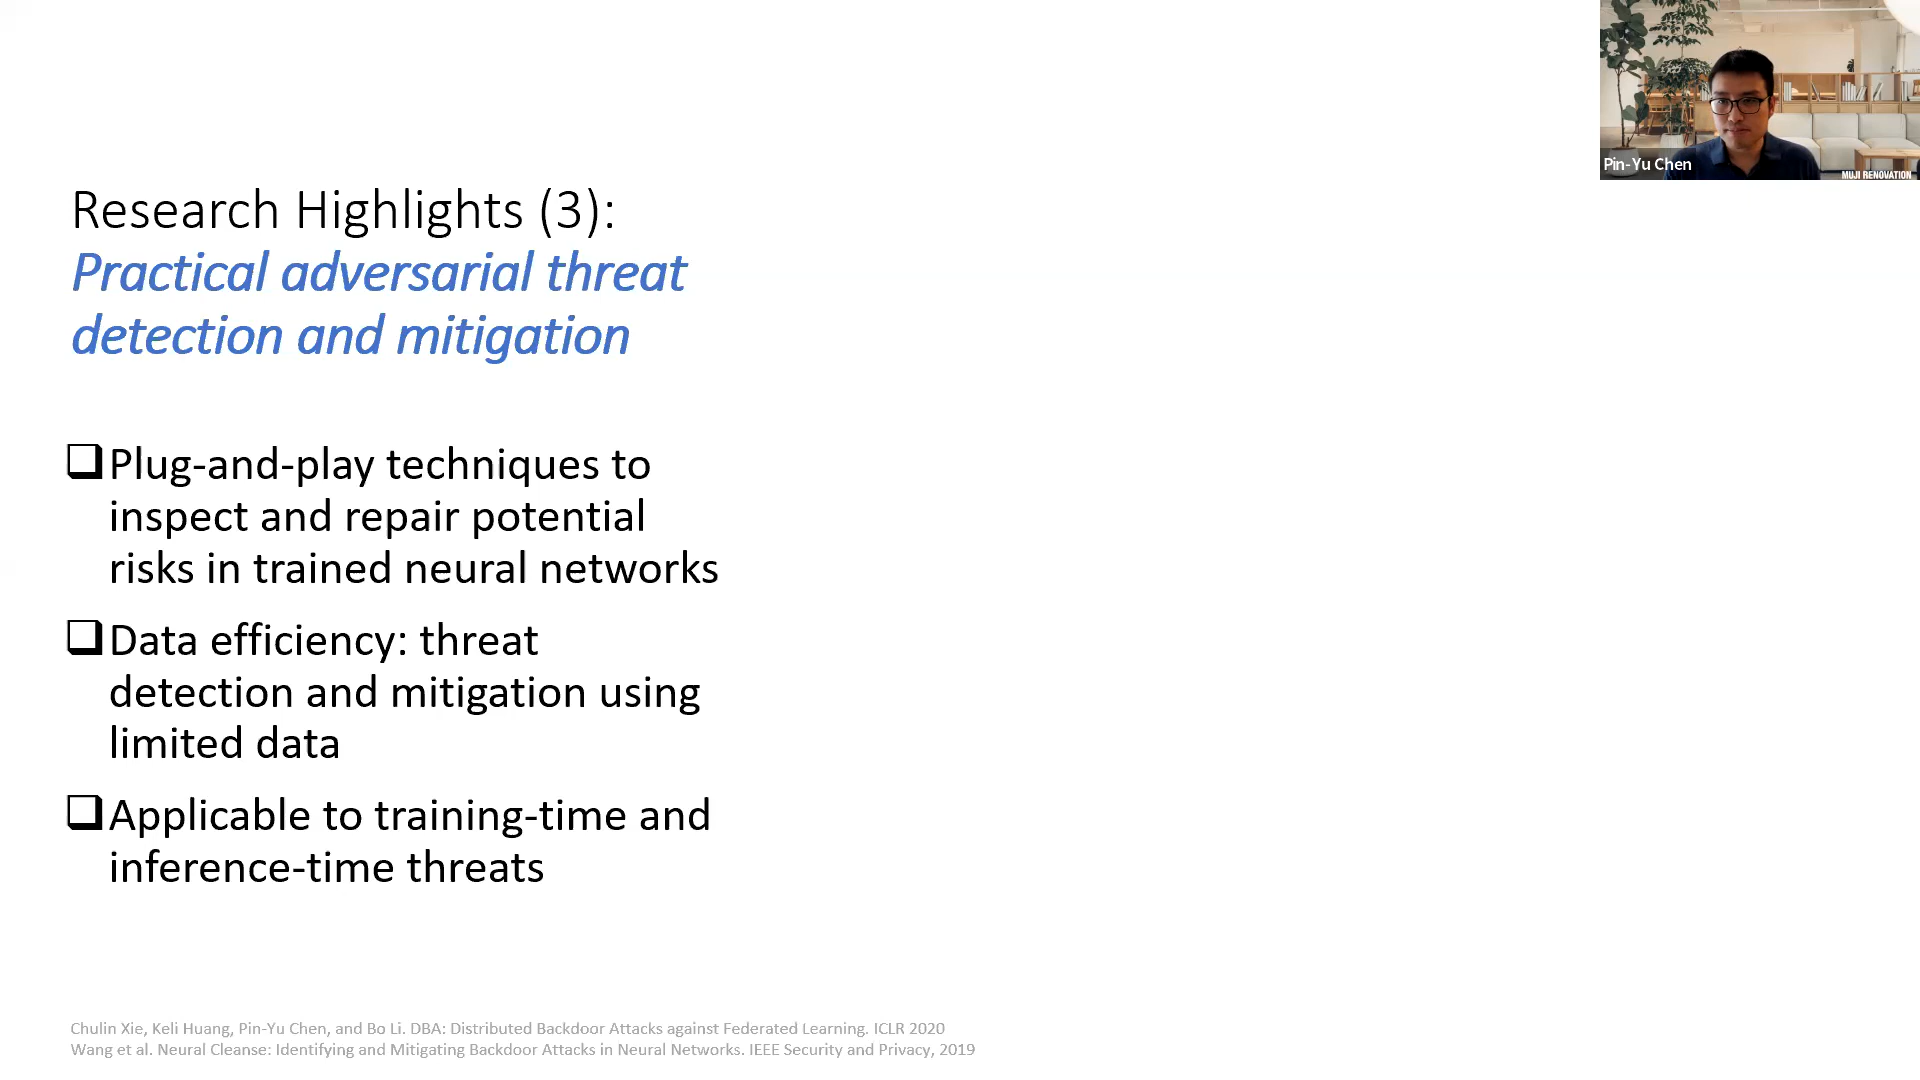 Research Highlights (3):
Practical adversarial threat
detection and mitigation
Plug-and-play techniques to
inspect and repair potential
risks in trained neural networks
Data efficiency: threat
detection and mitigation using
limited data
Applicable to training-time and
inference-time threats
Chulin Xie, Keli Huang, Pin-Yu Chen, and Bo Li. DBA: Distributed Backdoor Attacks against Federated Learning. ICLR 2020
Wang et al. Neural Cleanse: Identifying and Mitigating Backdoor Attacks in Neural Networks. IEEE Security and Privacy, 2019
Pin-Yu Chen
MUJI RENOVATION